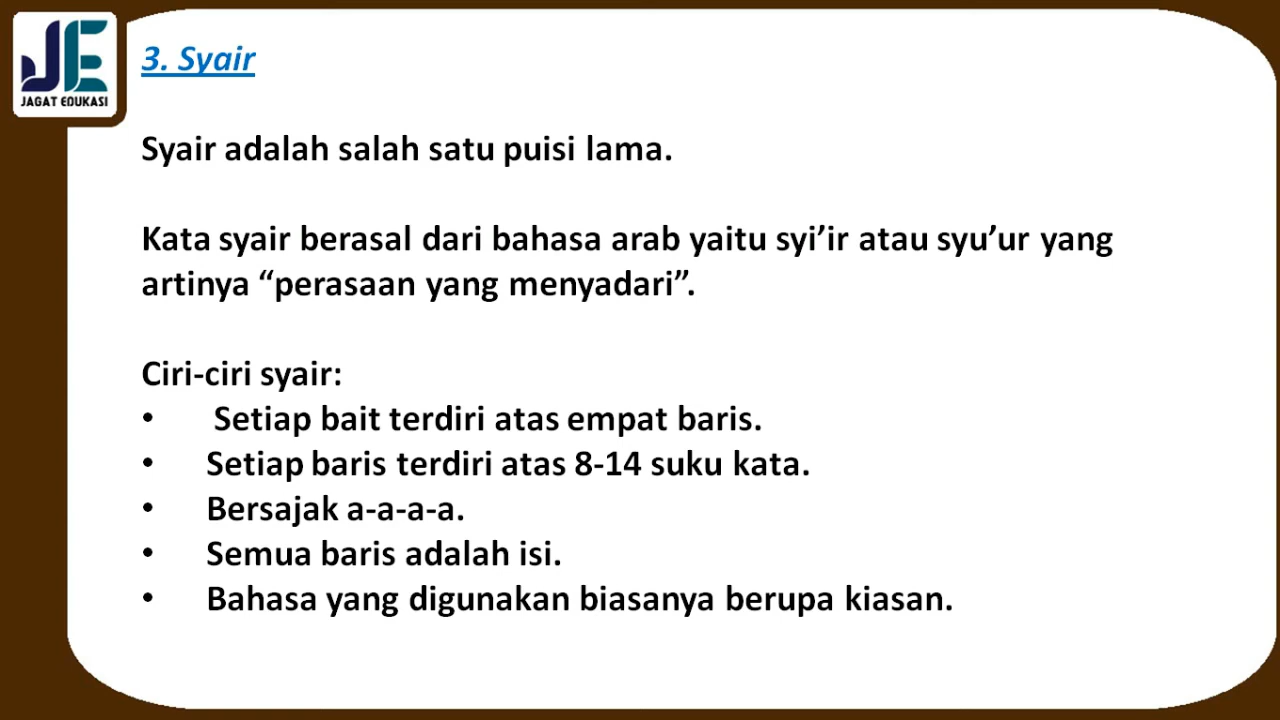 JE
JAGAT EDUKASI
3. Syair
Syair adalah salah satu puisi lama.
Kata syair berasal dari bahasa arab yaitu syi’ir atau syu’ur yang
artinya “perasaan yang menyadari”.
Ciri-ciri syair:
• Setiap bait terdiri atas empat baris.
• Setiap baris terdiri atas 8-14 suku kata.
• Bersajak a-a-a-a.
• Semua baris adalah isi.
• Bahasa yang digunakan biasanya berupa kiasan.